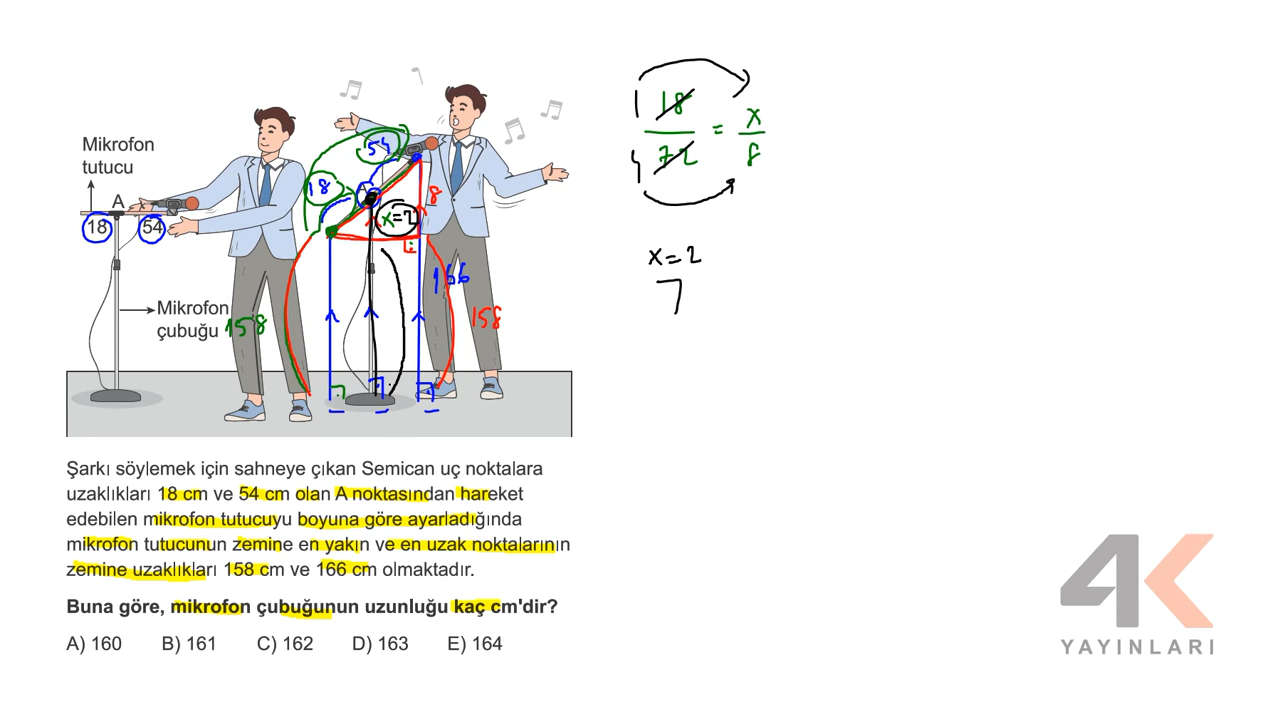 Mikrofon
tutucu
A
18
54
Mikrofon
çubuğu
18
54
8
x=2
166
158
158
18
72
=
x
8
1
4
x=2
Şarkı söylemek için sahneye çıkan Semican uç noktalara
uzaklıkları 18 cm ve 54 cm olan A noktasından hareket
edebilen mikrofon tutucuyu boyuna göre ayarladığında
mikrofon tutucunun zemine en yakın ve en uzak noktalarının
zemine uzaklıkları 158 cm ve 166 cm olmaktadır.
Buna göre, mikrofon çubuğunun uzunluğu kaç cm'dir?
A) 160 B) 161 C) 162 D) 163 E) 164
4K
YAYINLARI